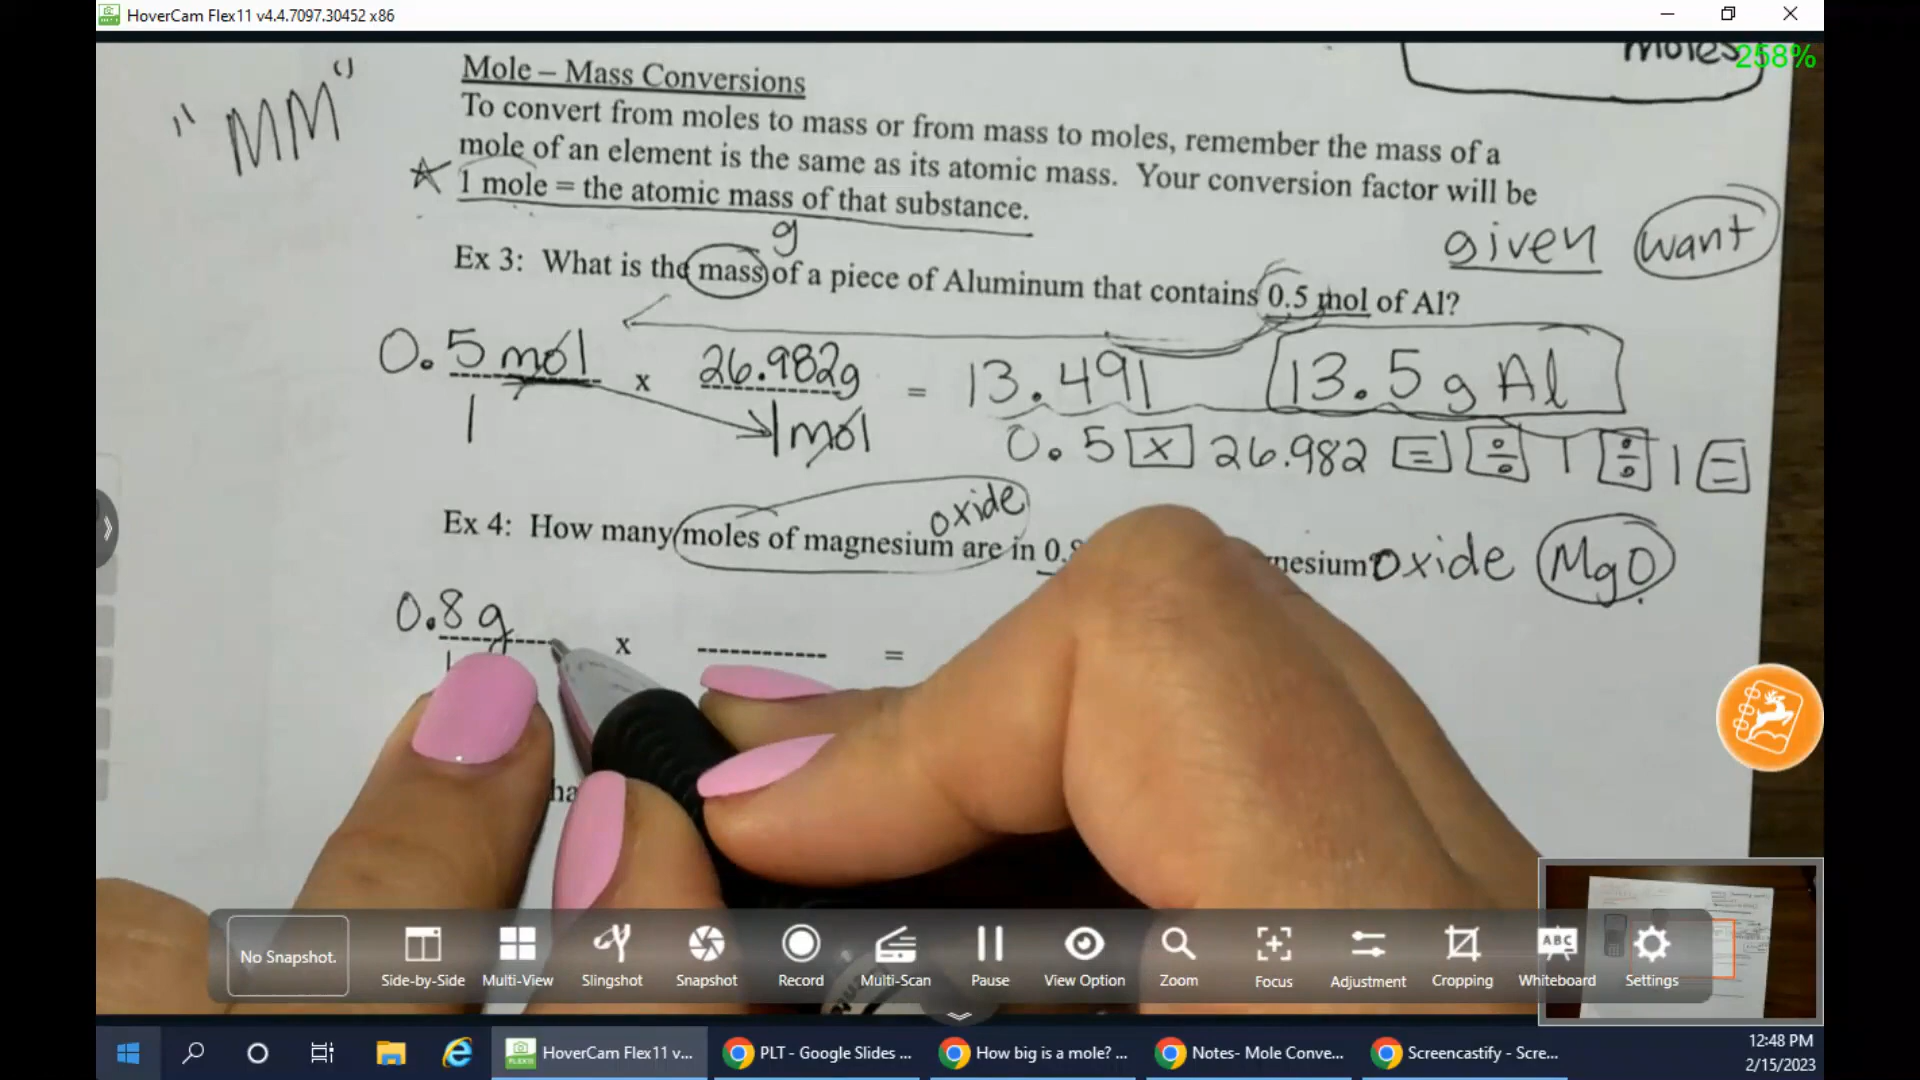 HoverCam Flex11 v4.4.7097.30452 x86
moles
258%
"MM"
Mole – Mass Conversions
To convert from moles to mass or from mass to moles, remember the mass of a
mole of an element is the same as its atomic mass. Your conversion factor will be
1 mole = the atomic mass of that substance.
g
given want
Ex 3: What is the mass of a piece of Aluminum that contains 0.5 mol of Al?
0.5 mol x 26.982g = 13.491 13.5 g Al
1 1 mol
0.5 x 26.982 = ÷ 1 ÷ 1 =
oxide
Ex 4: How many moles of magnesium are in 0.8 oxide MgO
0.8 g x =
No Snapshot.
Side-by-Side Multi-View Slingshot Snapshot Record Multi-Scan Pause View Option Zoom Focus Adjustment Cropping Whiteboard Settings
ABC
HoverCam Flex11 v... PLT - Google Slides ... How big is a mole? ... Notes- Mole Conve... Screencastify - Scre...
12:48 PM
2/15/2023